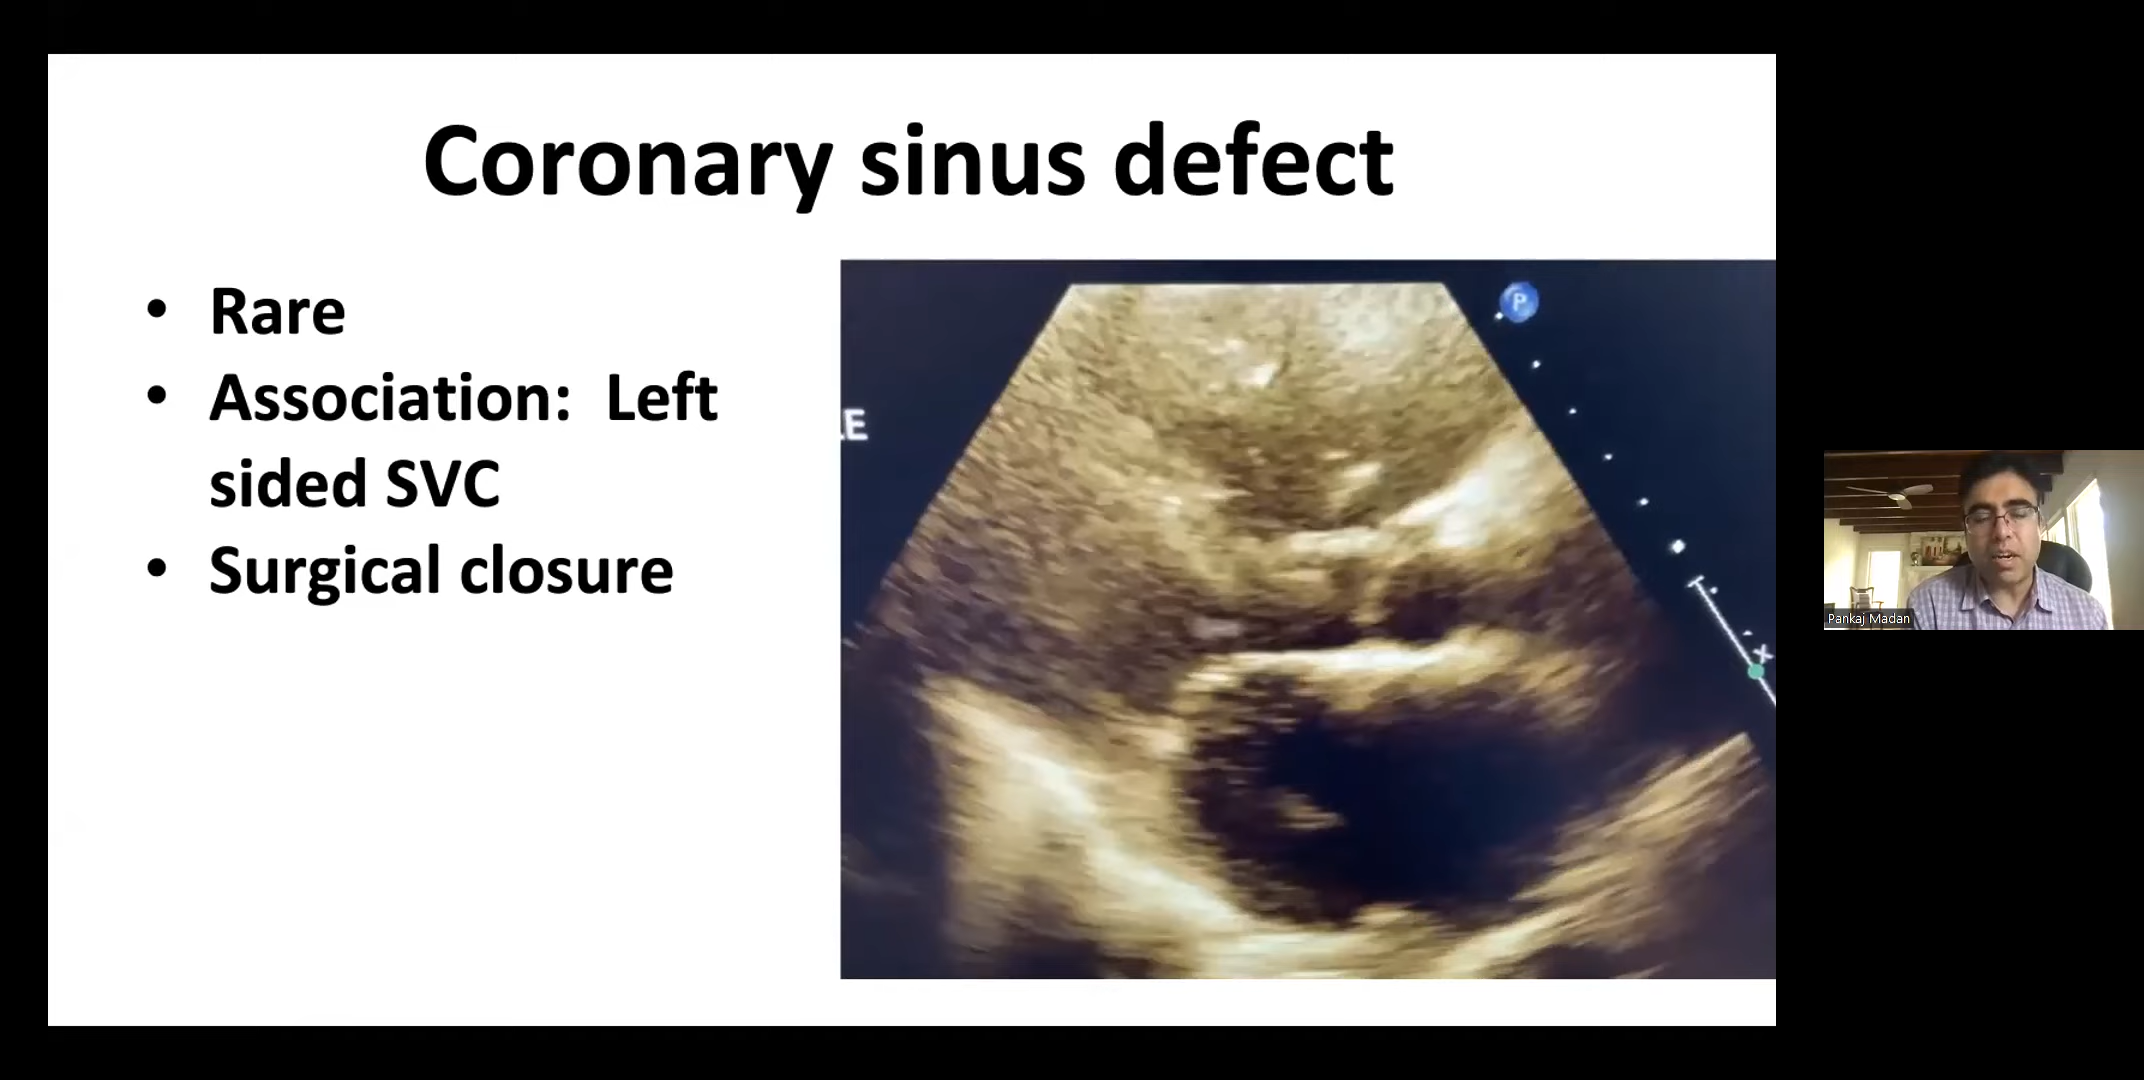 Coronary sinus defect
• Rare
• Association:  Left
sided SVC
• Surgical closure
.E
P
x
Pankaj Madan